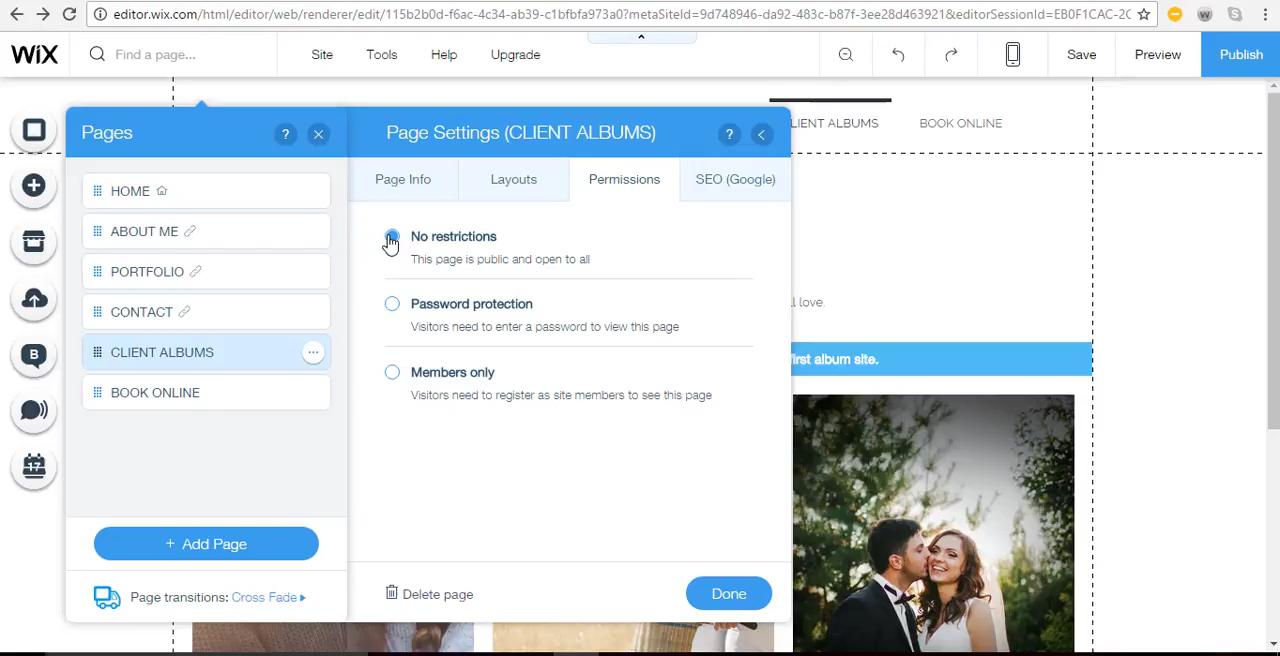 editor.wix.com/html/editor/web/renderer/edit/115b2b0d-f6ac-4c34-ab39-c1bfbfa973a0?metaSiteId=9d748946-da92-483c-b87f-3ee28d463921&editorSessionId=EB0F1CAC-2C
WiX
Find a page...
Site
Tools
Help
Upgrade
Save
Preview
Publish
Pages
?
Page Settings (CLIENT ALBUMS)
?
LIENT ALBUMS
BOOK ONLINE
HOME
ABOUT ME
PORTFOLIO
CONTACT
CLIENT ALBUMS
BOOK ONLINE
+ Add Page
Page transitions: Cross Fade
Page Info
Layouts
Permissions
SEO (Google)
No restrictions
This page is public and open to all
Password protection
Visitors need to enter a password to view this page
Members only
Visitors need to register as site members to see this page
Delete page
Done
ll love.
first album site.
B
17
W
S